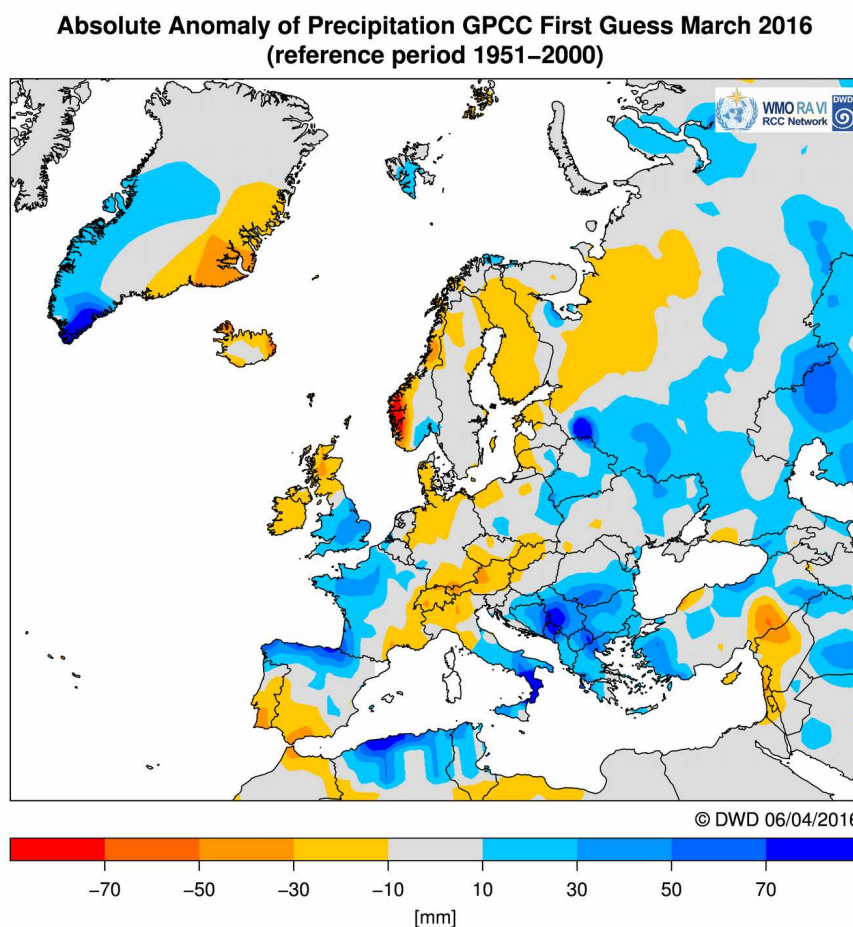 Absolute Anomaly of Precipitation GPCC First Guess March 2016
(reference period 1951−2000)
WMO RA VI
RCC Network
DWD
© DWD 06/04/2016
−70 −50 −30 −10 10 30 50 70
[mm]